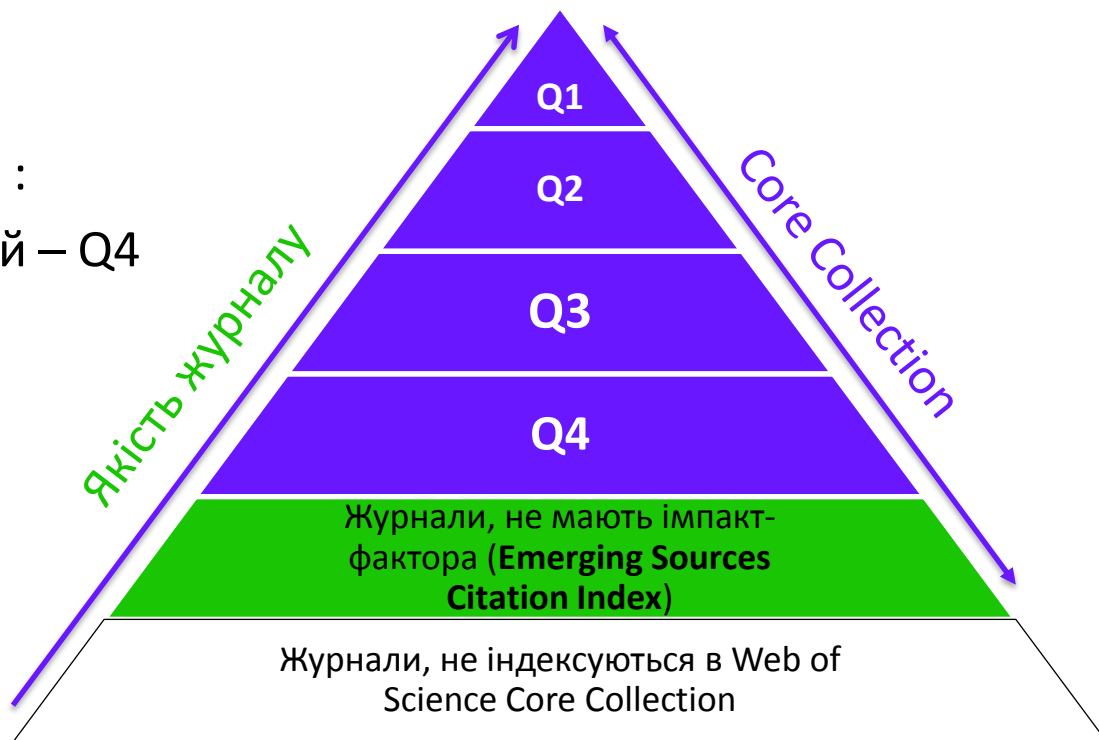 :
й – Q4
Якість журналу
Core Collection
Q1
Q2
Q3
Q4
Журнали, не мають імпакт-
фактора (Emerging Sources
Citation Index)
Журнали, не індексуються в Web of
Science Core Collection